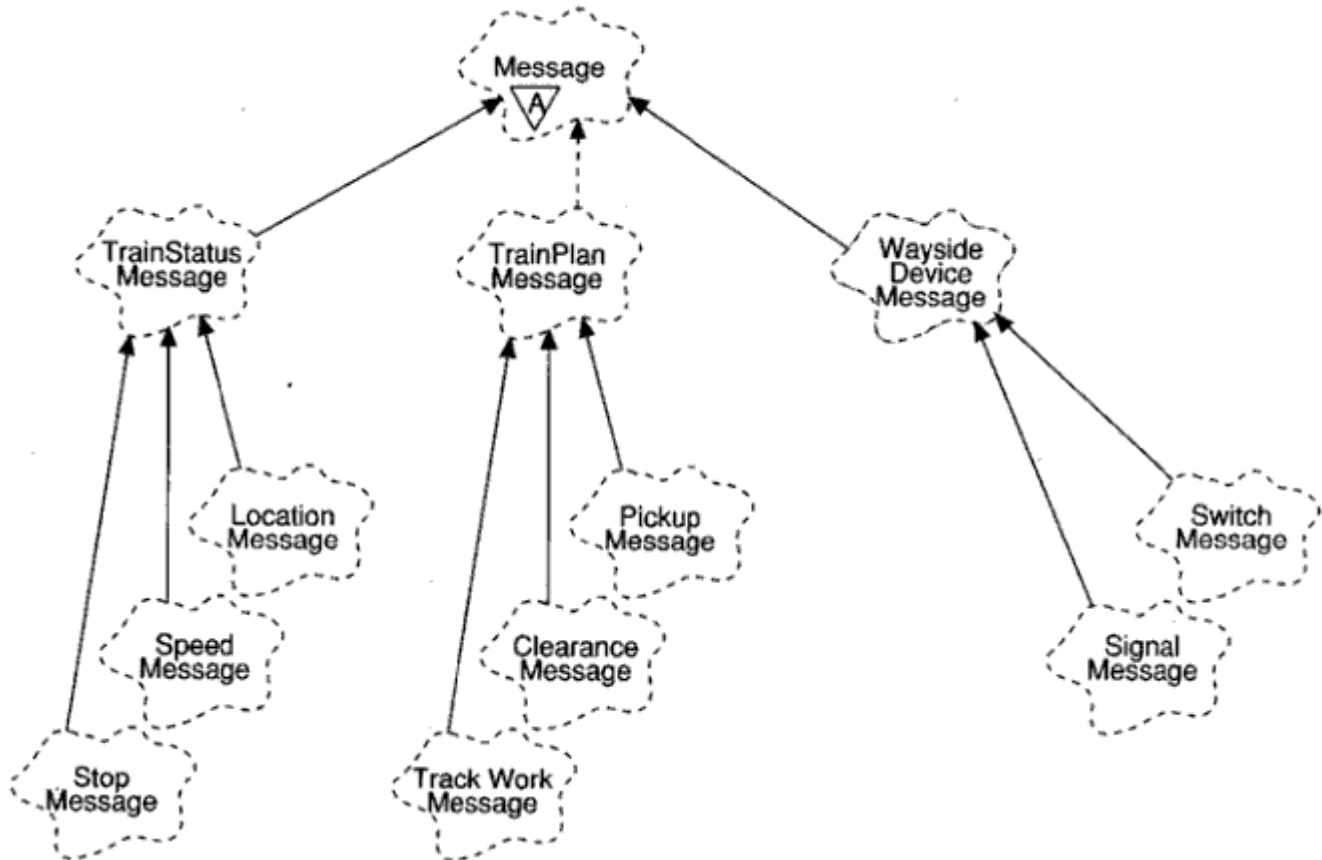 Message
A
TrainStatus
Message
TrainPlan
Message
Wayside
Device
Message
Location
Message
Pickup
Message
Switch
Message
Speed
Message
Clearance
Message
Signal
Message
Stop
Message
Track Work
Message